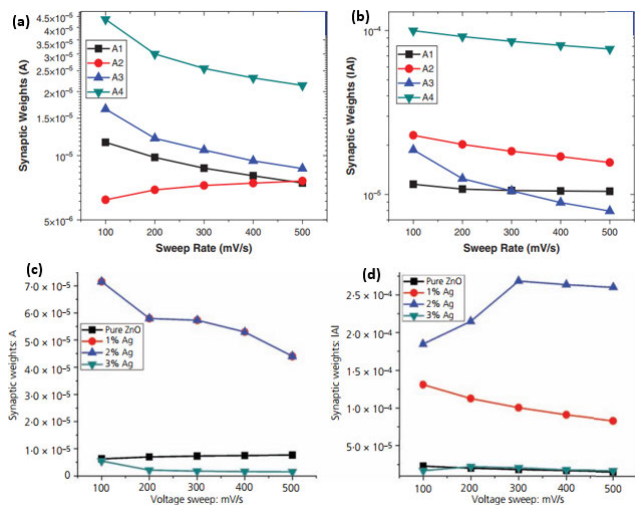 (a)
4.5×10⁻⁵
4×10⁻⁵
3.5×10⁻⁵
3×10⁻⁵
2.5×10⁻⁵
2×10⁻⁵
1.5×10⁻⁵
10⁻⁵
5×10⁻⁶
Synaptic Weights (A)
A1
A2
A3
A4
100 200 300 400 500
Sweep Rate (mV/s)
(b)
10⁻⁴
10⁻⁵
Synaptic Weights (IAI)
A1
A2
A3
A4
100 200 300 400 500
Sweep Rate (mV/s)
(c)
7·0× 10⁻⁵
6·0× 10⁻⁵
5·0× 10⁻⁵
4·0× 10⁻⁵
3·0× 10⁻⁵
2·0× 10⁻⁵
1·0× 10⁻⁵
0
Synaptic weights: A
Pure ZnO
1% Ag
2% Ag
3% Ag
100 200 300 400 500
Voltage sweep: mV/s
(d)
2·5× 10⁻⁴
2·0× 10⁻⁴
1·5× 10⁻⁴
1·0× 10⁻⁴
5·0× 10⁻⁵
Synaptic weights: IAI
Pure ZnO
1% Ag
2% Ag
3% Ag
100 200 300 400 500
Voltage sweep: mV/s